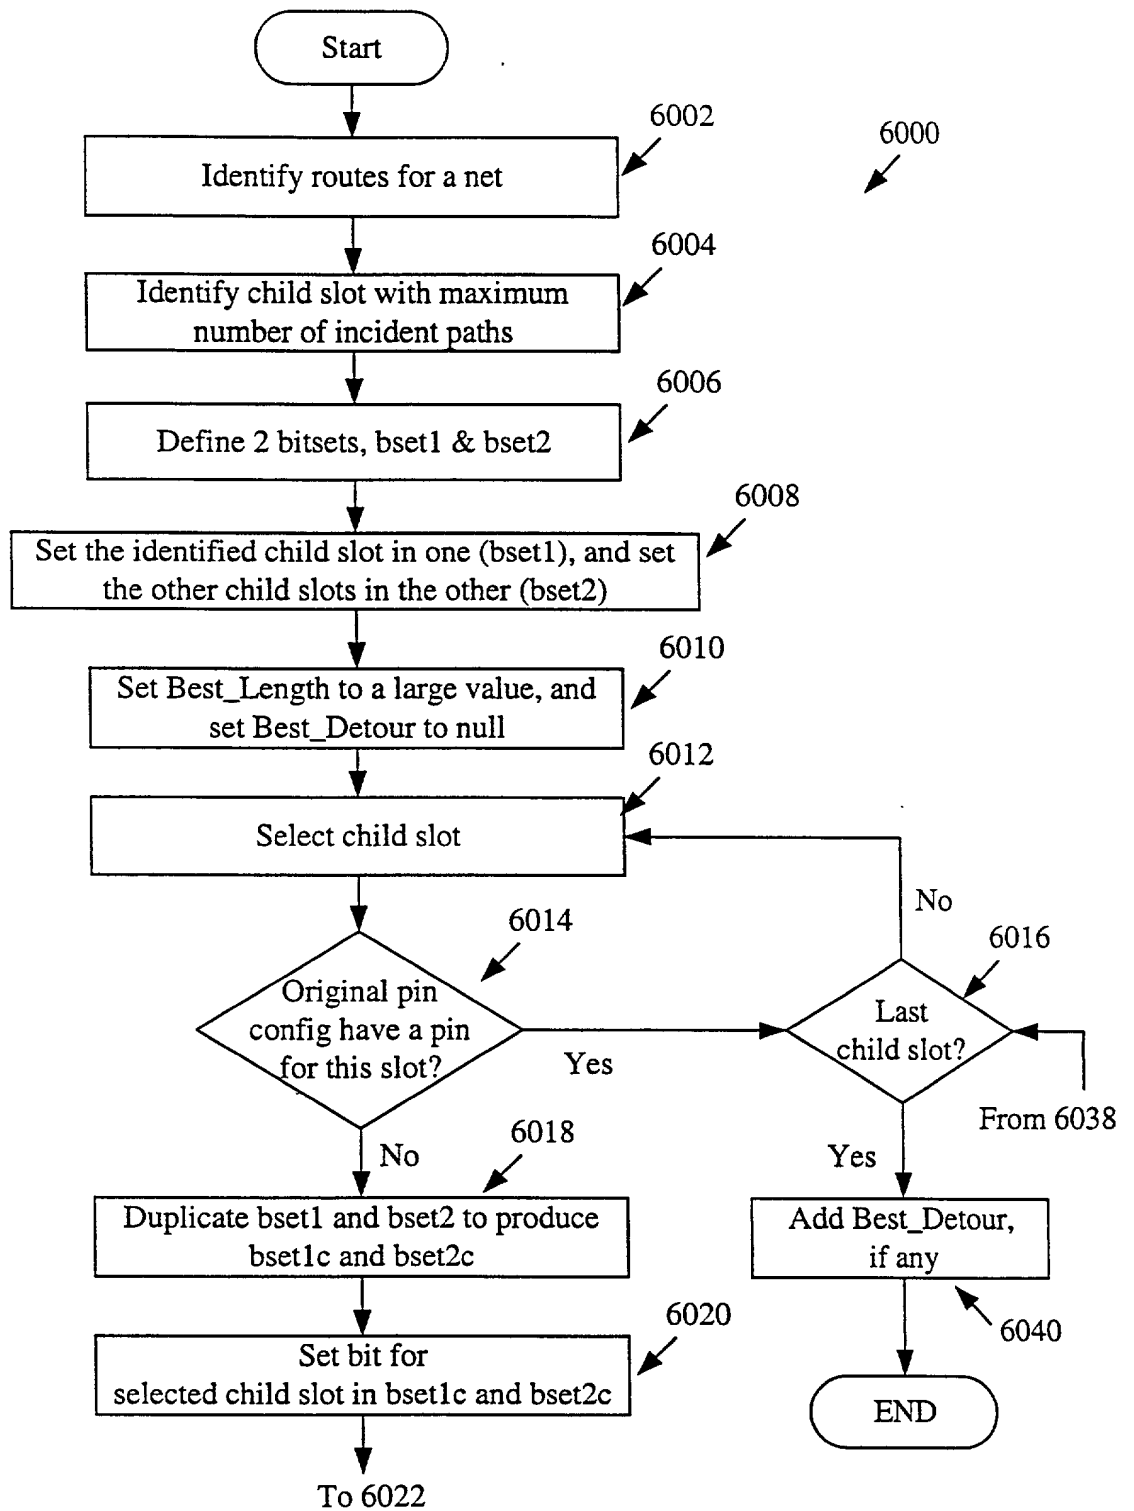 Start
6002
6000
Identify routes for a net
6004
Identify child slot with maximum
number of incident paths
6006
Define 2 bitsets, bset1 & bset2
6008
Set the identified child slot in one (bset1), and set
the other child slots in the other (bset2)
6010
Set Best_Length to a large value, and
set Best_Detour to null
6012
Select child slot
No
6014
6016
Original pin
config have a pin
for this slot?
Yes
Last
child slot?
From 6038
No
6018
Yes
Duplicate bset1 and bset2 to produce
bset1c and bset2c
Add Best_Detour,
if any
6020
6040
Set bit for
selected child slot in bset1c and bset2c
END
To 6022